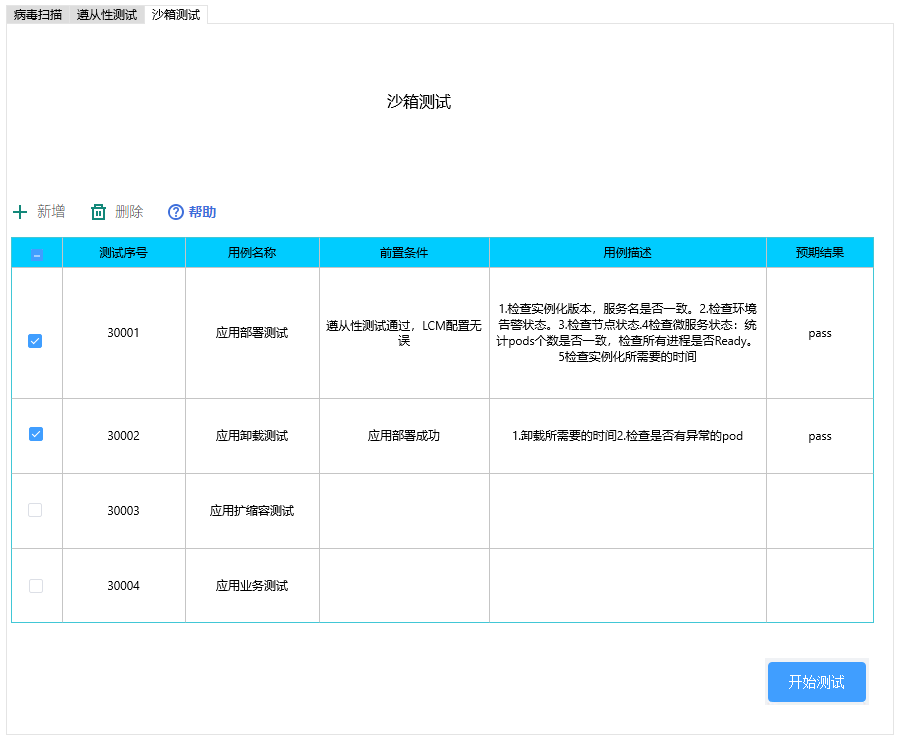 病毒扫描 遵从性测试 沙箱测试
沙箱测试
新增 删除 帮助
测试序号 用例名称 前置条件 用例描述 预期结果
30001 应用部署测试
遵从性测试通过，LCM配置无
误
1.检查实例化版本，服务名是否一致。2.检查环境
告警状态。3.检查节点状态.4检查微服务状态：统
计pods个数是否一致，检查所有进程是否Ready。
5检查实例化所需要的时间
pass
30002 应用卸载测试 应用部署成功 1.卸载所需要的时间2.检查是否有异常的pod pass
30003 应用扩缩容测试
30004 应用业务测试
开始测试